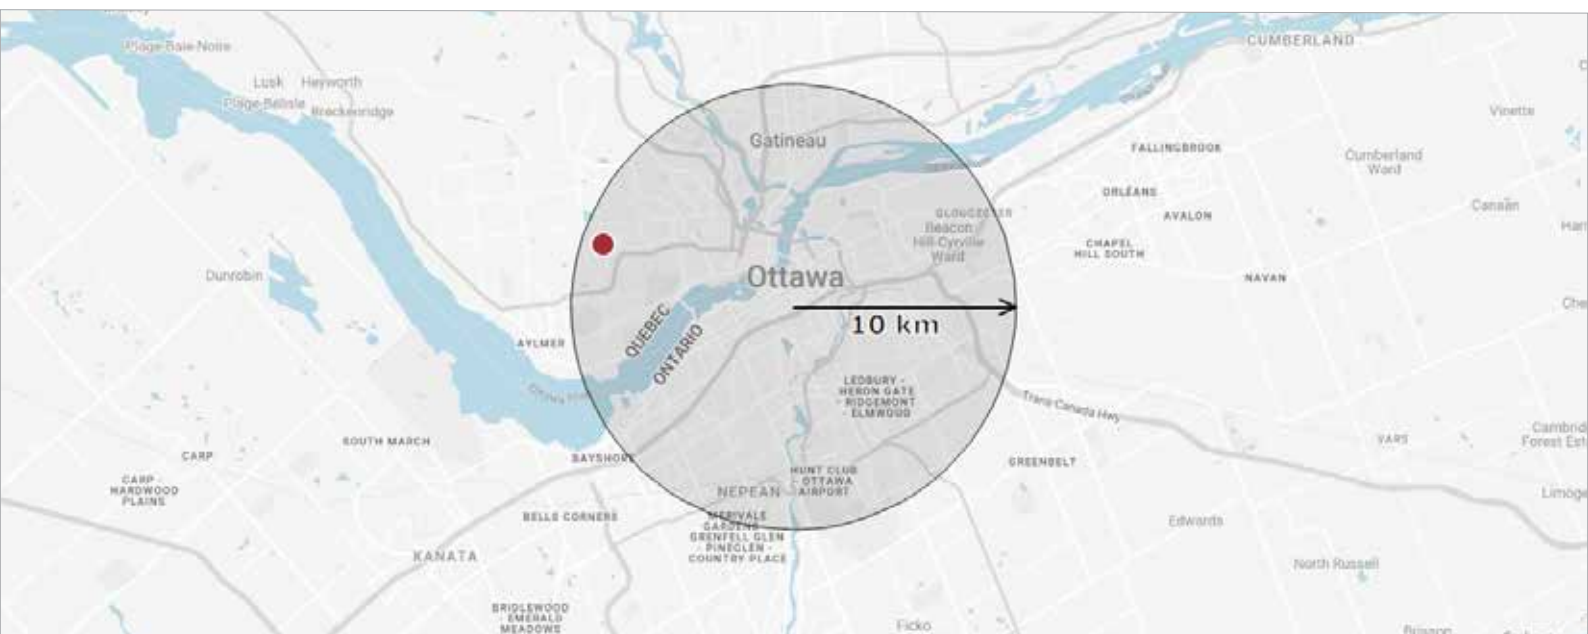 Plage-Baie-Noire
CUMBERLAND
Lusk
Heyworth
Plage-Belisle
Breckenridge
Vinette
Gatineau
FALLINGBROOK
Cumberland
Ward
ORLÉANS
Canaan
AVALON
GLOUCESTER
Beacon
Hill-Cyrville
Ward
CHAPEL
HILL SOUTH
Dunrobin
Ottawa
NAVAN
10 km
QUEBEC
ONTARIO
AYLMER
LEDBURY -
HERON GATE
- RIDGEMONT
- ELMWOOD
Trans-Canada Hwy
SOUTH MARCH
VARS
CARP
BAYSHORE
GREENBELT
CARP -
HARDWOOD
PLAINS
NEPEAN
HUNT CLUB
- OTTAWA
AIRPORT
BELLS CORNERS
MERIVALE
GARDENS -
GRENFELL GLEN
- PINEGLEN -
COUNTRY PLACE
Edwards
KANATA
North Russell
BRIDLEWOOD
- EMERALD
MEADOWS
Ficko